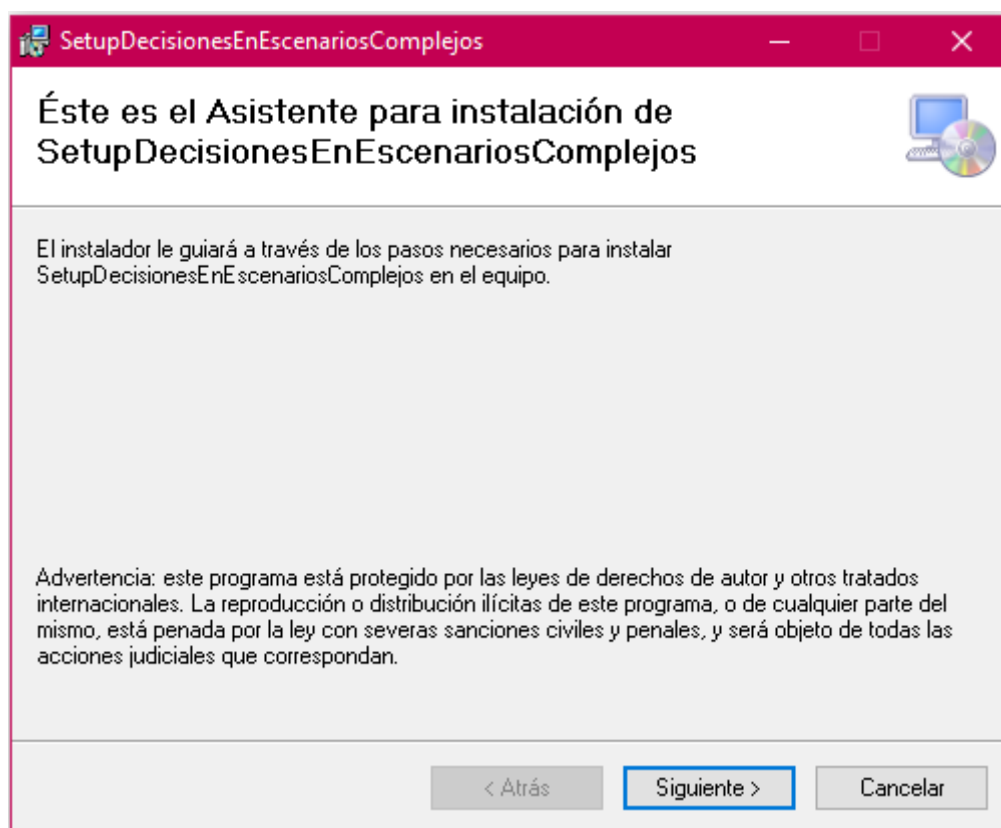 SetupDecisionesEnEscenariosComplejos
Éste es el Asistente para instalación de
SetupDecisionesEnEscenariosComplejos
El instalador le guiará a través de los pasos necesarios para instalar
SetupDecisionesEnEscenariosComplejos en el equipo.
Advertencia: este programa está protegido por las leyes de derechos de autor y otros tratados
internacionales. La reproducción o distribución ilícitas de este programa, o de cualquier parte del
mismo, está penada por la ley con severas sanciones civiles y penales, y será objeto de todas las
acciones judiciales que correspondan.
< Atrás
Siguiente >
Cancelar